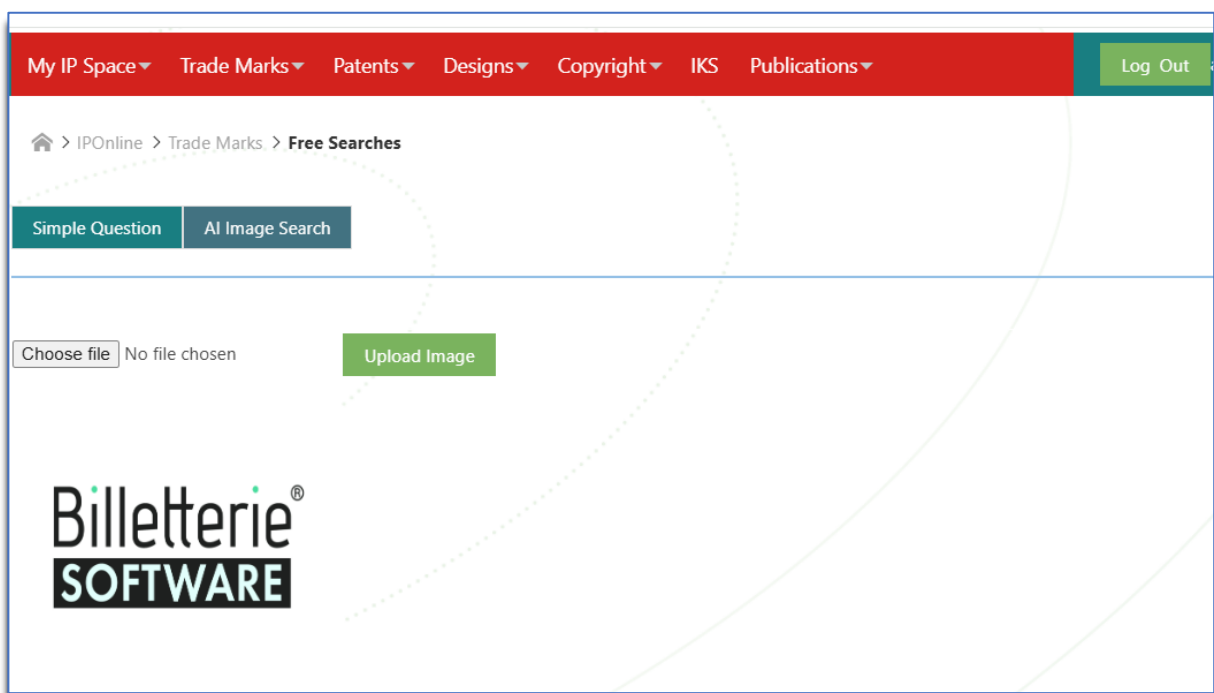 My IP Space Trade Marks Patents Designs Copyright IKS Publications Log Out
> IPOnline > Trade Marks > Free Searches
Simple Question AI Image Search
Choose file No file chosen Upload Image
Billetterie®
SOFTWARE